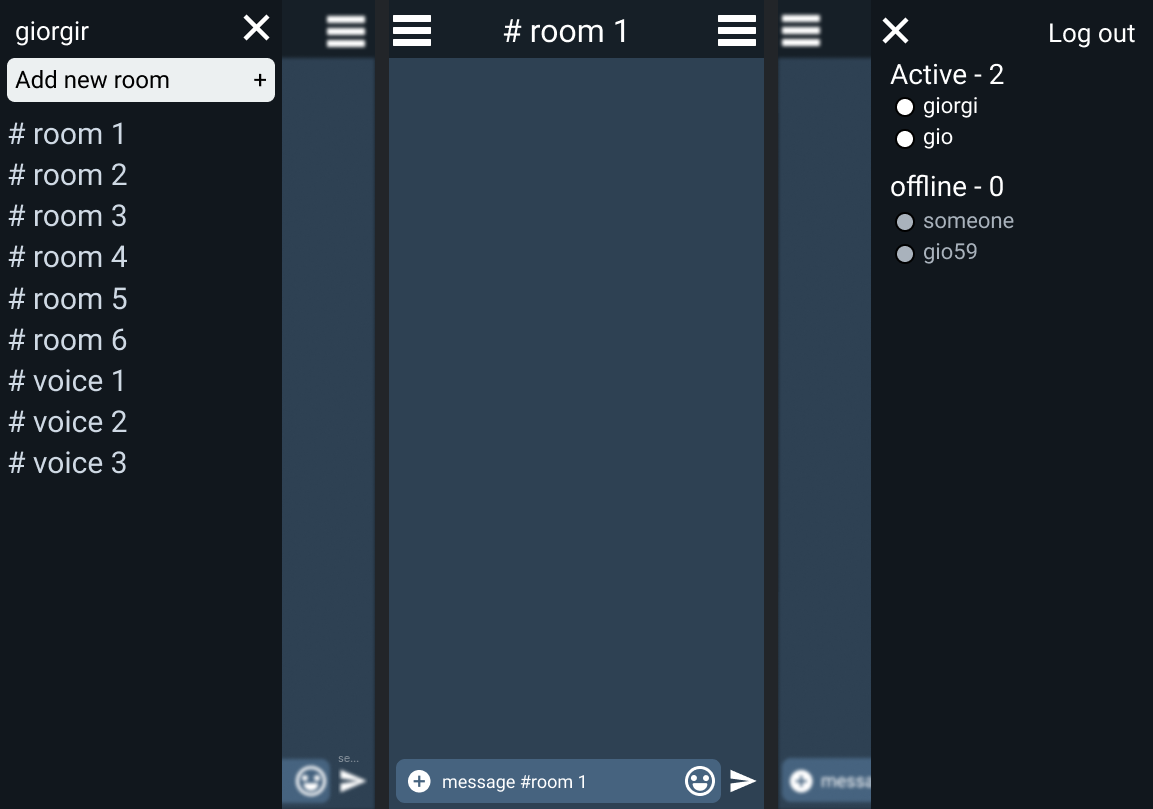 giorgir
Add new room +
# room 1
# room 2
# room 3
# room 4
# room 5
# room 6
# voice 1
# voice 2
# voice 3
se...
# room 1
message #room 1
Log out
Active - 2
giorgi
gio
offline - 0
someone
gio59
messa